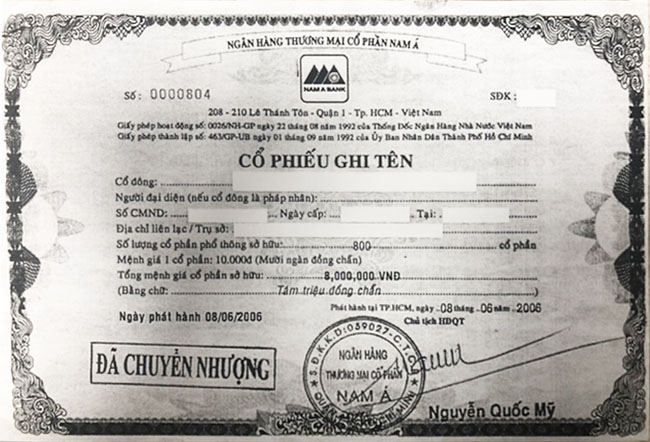 NGÂN HÀNG THƯƠNG MẠI CỔ PHẦN NAM Á
NAM A BANK
Số: 0000804
SĐK:
208 - 210 Lê Thánh Tôn - Quận 1 - Tp. HCM - Việt Nam
Giấy phép hoạt động số: 0026/NH-GP ngày 22 tháng 08 năm 1992 của Thống Đốc Ngân Hàng Nhà Nước Việt Nam
Giấy phép thành lập số: 463/GP-UB ngày 01 tháng 09 năm 1992 của Ủy Ban Nhân Dân Thành Phố Hồ Chí Minh
CỔ PHIẾU GHI TÊN
Cổ đông:
Người đại diện (nếu cổ đông là pháp nhân):
Số CMND: Ngày cấp: Tại:
Địa chỉ liên lạc / Trụ sở:
Số lượng cổ phần phổ thông sở hữu: 800 cổ phần
Mệnh giá 1 cổ phần: 10.000đ (Mười ngàn đồng chẵn)
Tổng mệnh giá cổ phần sở hữu: 8,000,000 VNĐ
(Bằng chữ: Tám triệu đồng chẵn)
Phát hành tại TP.HCM, ngày 08 tháng 06 năm 2006
Ngày phát hành 08/06/2006
Chủ tịch HĐQT
ĐÃ CHUYỂN NHƯỢNG
S.Đ.K.K.D: 059027-C.T.C.P
NGÂN HÀNG
THƯƠNG MẠI CỔ PHẦN
NAM Á
Nguyễn Quốc Mỹ